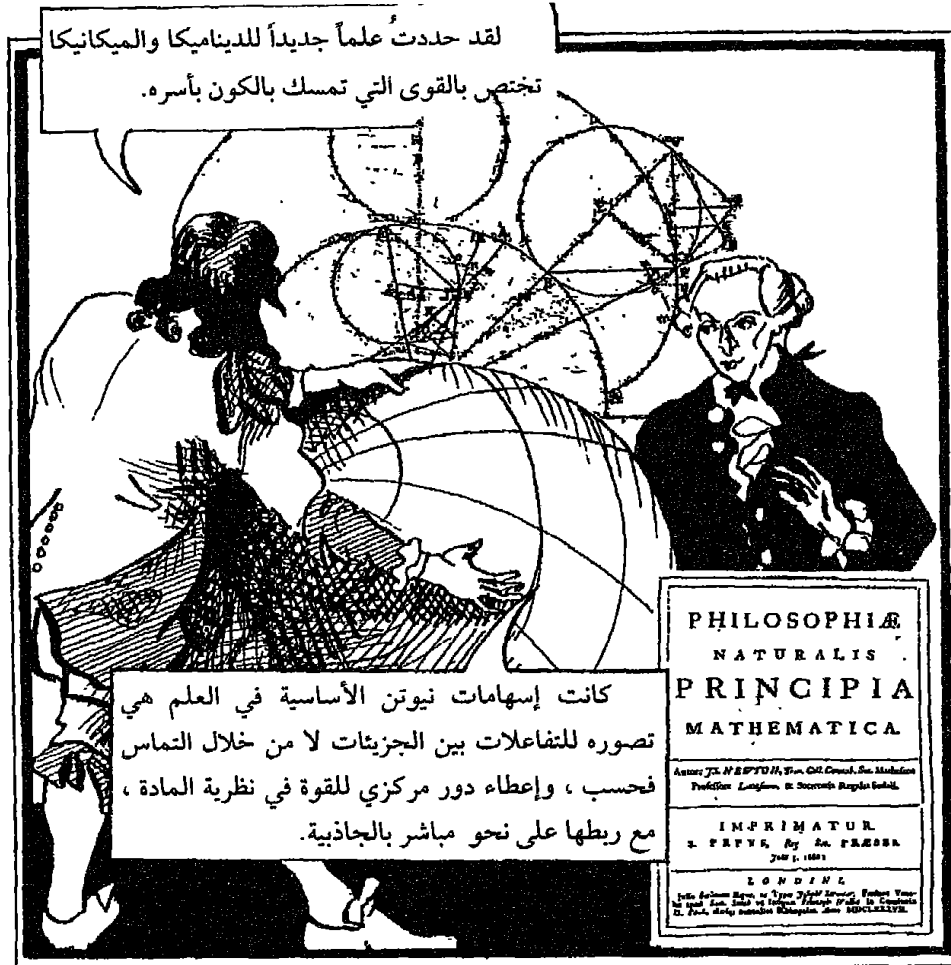 لقد حددتُ علماً جديداً للديناميكا والميكانيكا
تختص بالقوى التي تمسك بالكون بأسره.
كانت إسهامات نيوتن الأساسية في العلم هي
تصوره للتفاعلات بين الجزيئات لا من خلال التماس
فحسب ، وإعطاء دور مركزي للقوة في نظرية المادة ،
مع ربطها على نحو مباشر بالجاذبية.
PHILOSOPHIÆ
NATURALIS
PRINCIPIA
MATHEMATICA.
NEWTON,
IMPRIMATUR
S. PEPYS,
LONDINI,